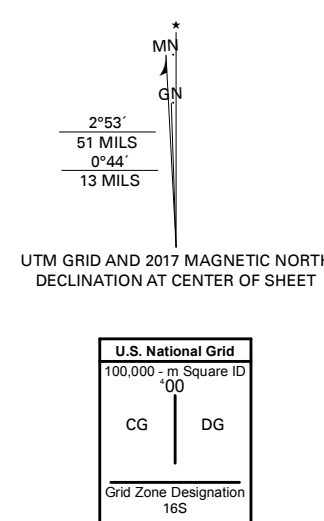 ★
MN
GN
2°53´
51 MILS
0°44´
13 MILS
UTM GRID AND 2017 MAGNETIC NORTH
DECLINATION AT CENTER OF SHEET
U.S. National Grid
100,000 - m Square ID
⁴00
CG DG
Grid Zone Designation
16S